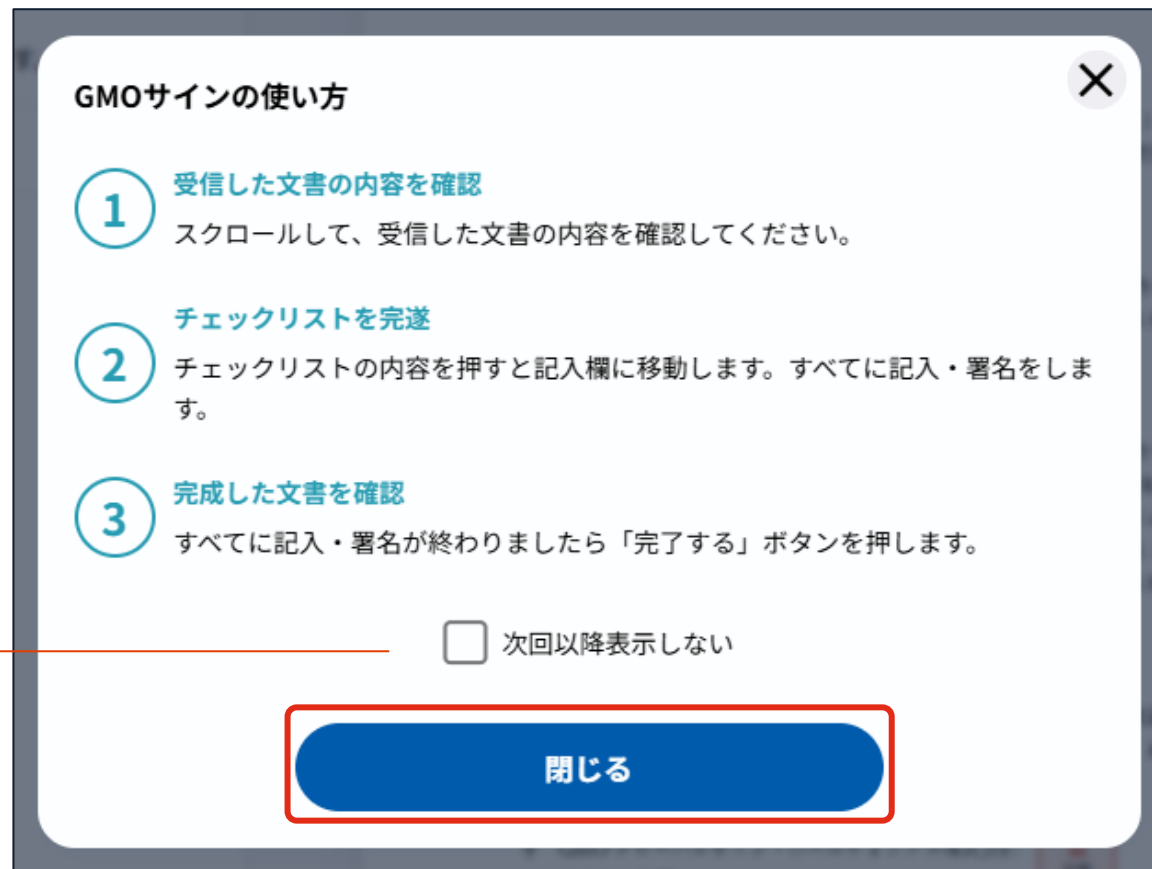 GMOサインの使い方
1
受信した文書の内容を確認
スクロールして、受信した文書の内容を確認してください。
2
チェックリストを完遂
チェックリストの内容を押すと記入欄に移動します。すべてに記入・署名をしま
す。
3
完成した文書を確認
すべてに記入・署名が終わりましたら「完了する」ボタンを押します。
次回以降表示しない
閉じる